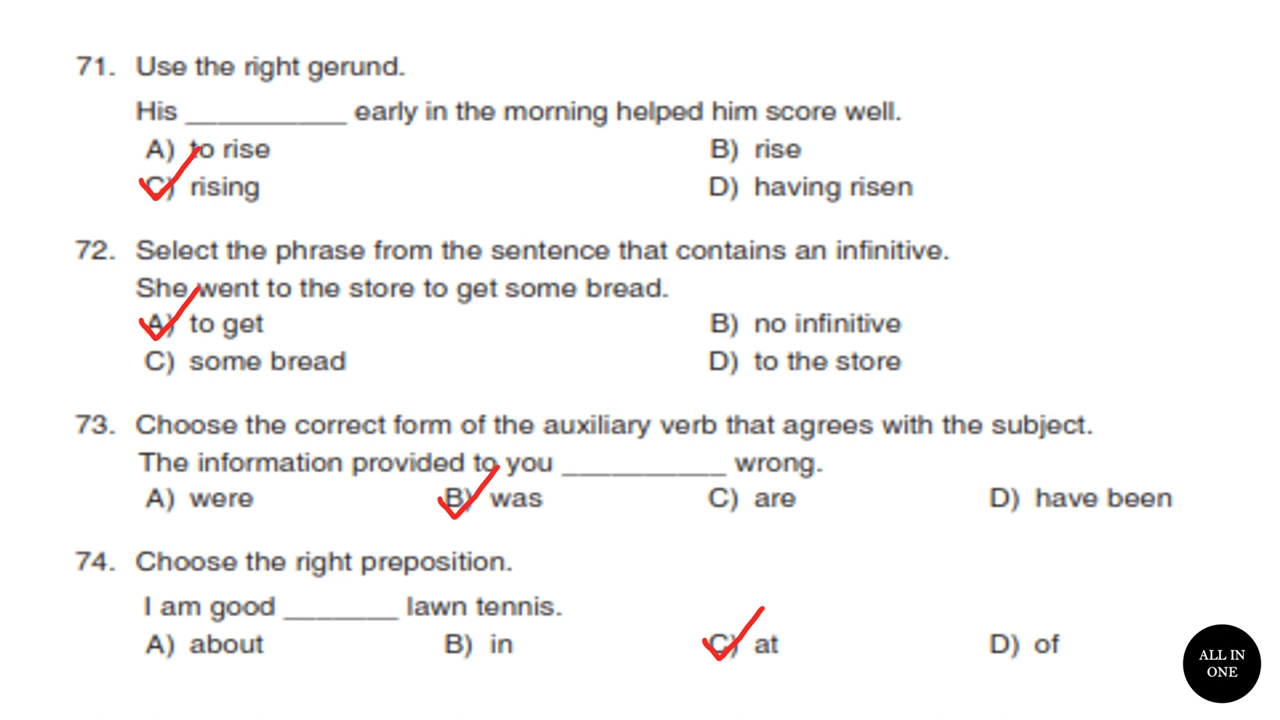 71. Use the right gerund.
His __________ early in the morning helped him score well.
A) to rise B) rise
C) rising D) having risen
72. Select the phrase from the sentence that contains an infinitive.
She went to the store to get some bread.
A) to get B) no infinitive
C) some bread D) to the store
73. Choose the correct form of the auxiliary verb that agrees with the subject.
The information provided to you __________ wrong.
A) were B) was C) are D) have been
74. Choose the right preposition.
I am good _______ lawn tennis.
A) about B) in C) at D) of
ALL IN
ONE